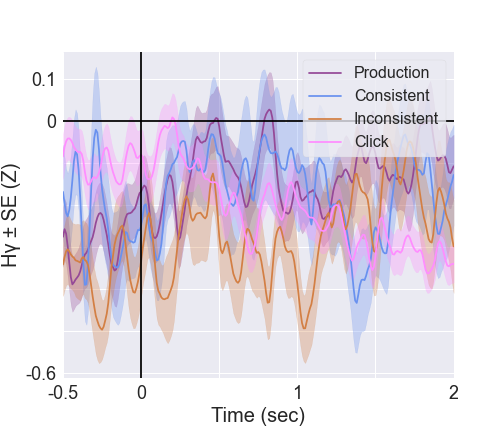 Production
Consistent
Inconsistent
Click
0.1
0
-0.6
Hγ ± SE (Z)
-0.5
0
1
2
Time (sec)